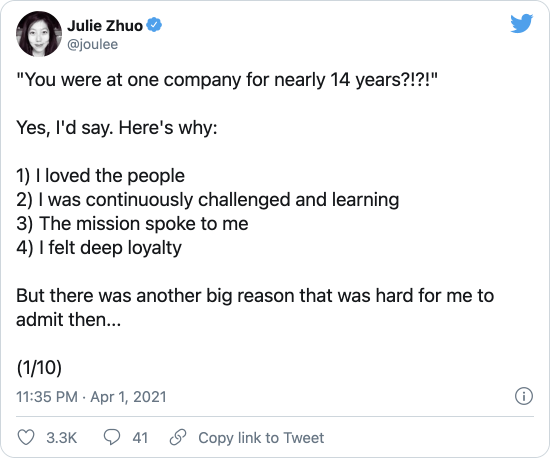 Julie Zhuo
@joulee
"You were at one company for nearly 14 years?!?!"
Yes, I'd say. Here's why:
1) I loved the people
2) I was continuously challenged and learning
3) The mission spoke to me
4) I felt deep loyalty
But there was another big reason that was hard for me to
admit then...
(1/10)
11:35 PM · Apr 1, 2021
3.3K 41 Copy link to Tweet